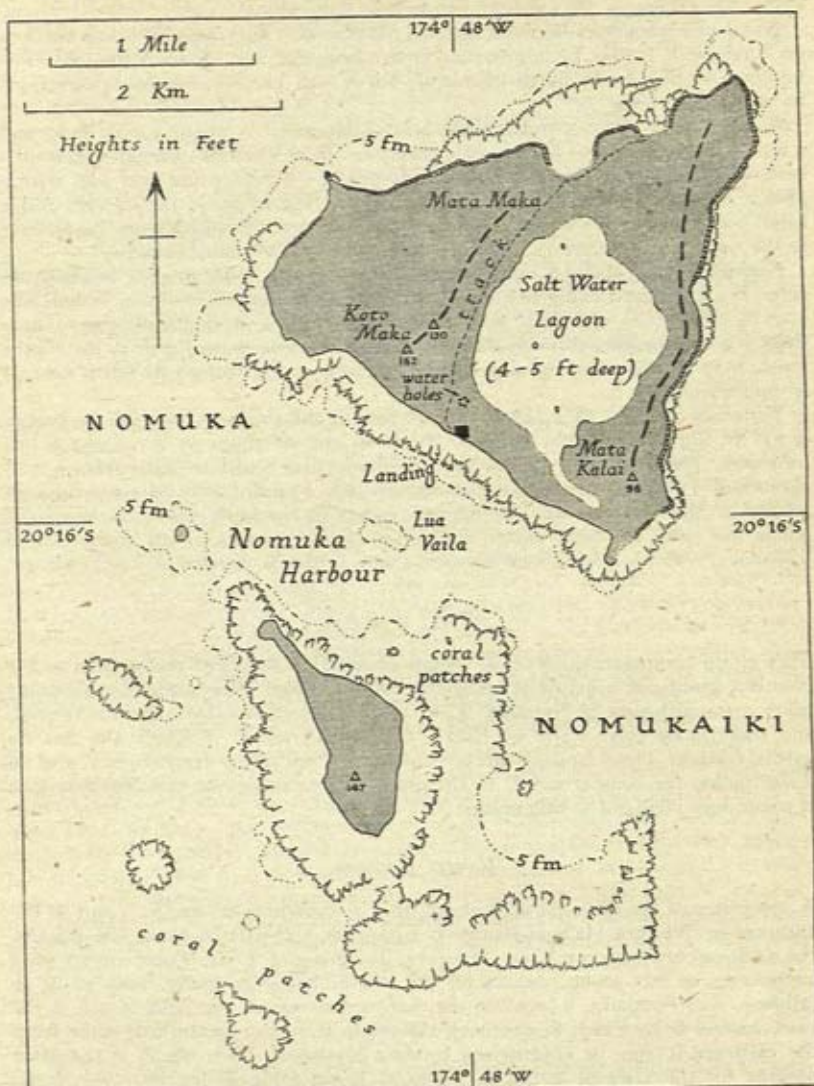 174° 48'W
1 Mile
2 Km.
Heights in Feet
5 fm
Mata Maka
track
Salt Water
Lagoon
(4-5 ft deep)
Koto
Maka
130
162
water
holes
NOMUKA
Mata
Kalai
96
Landing
5 fm
20° 16's
20° 16's
Lua
Vaila
Nomuka
Harbour
coral
patches
NOMUKAIKI
147
5 fm
coral patches
174° 48'W